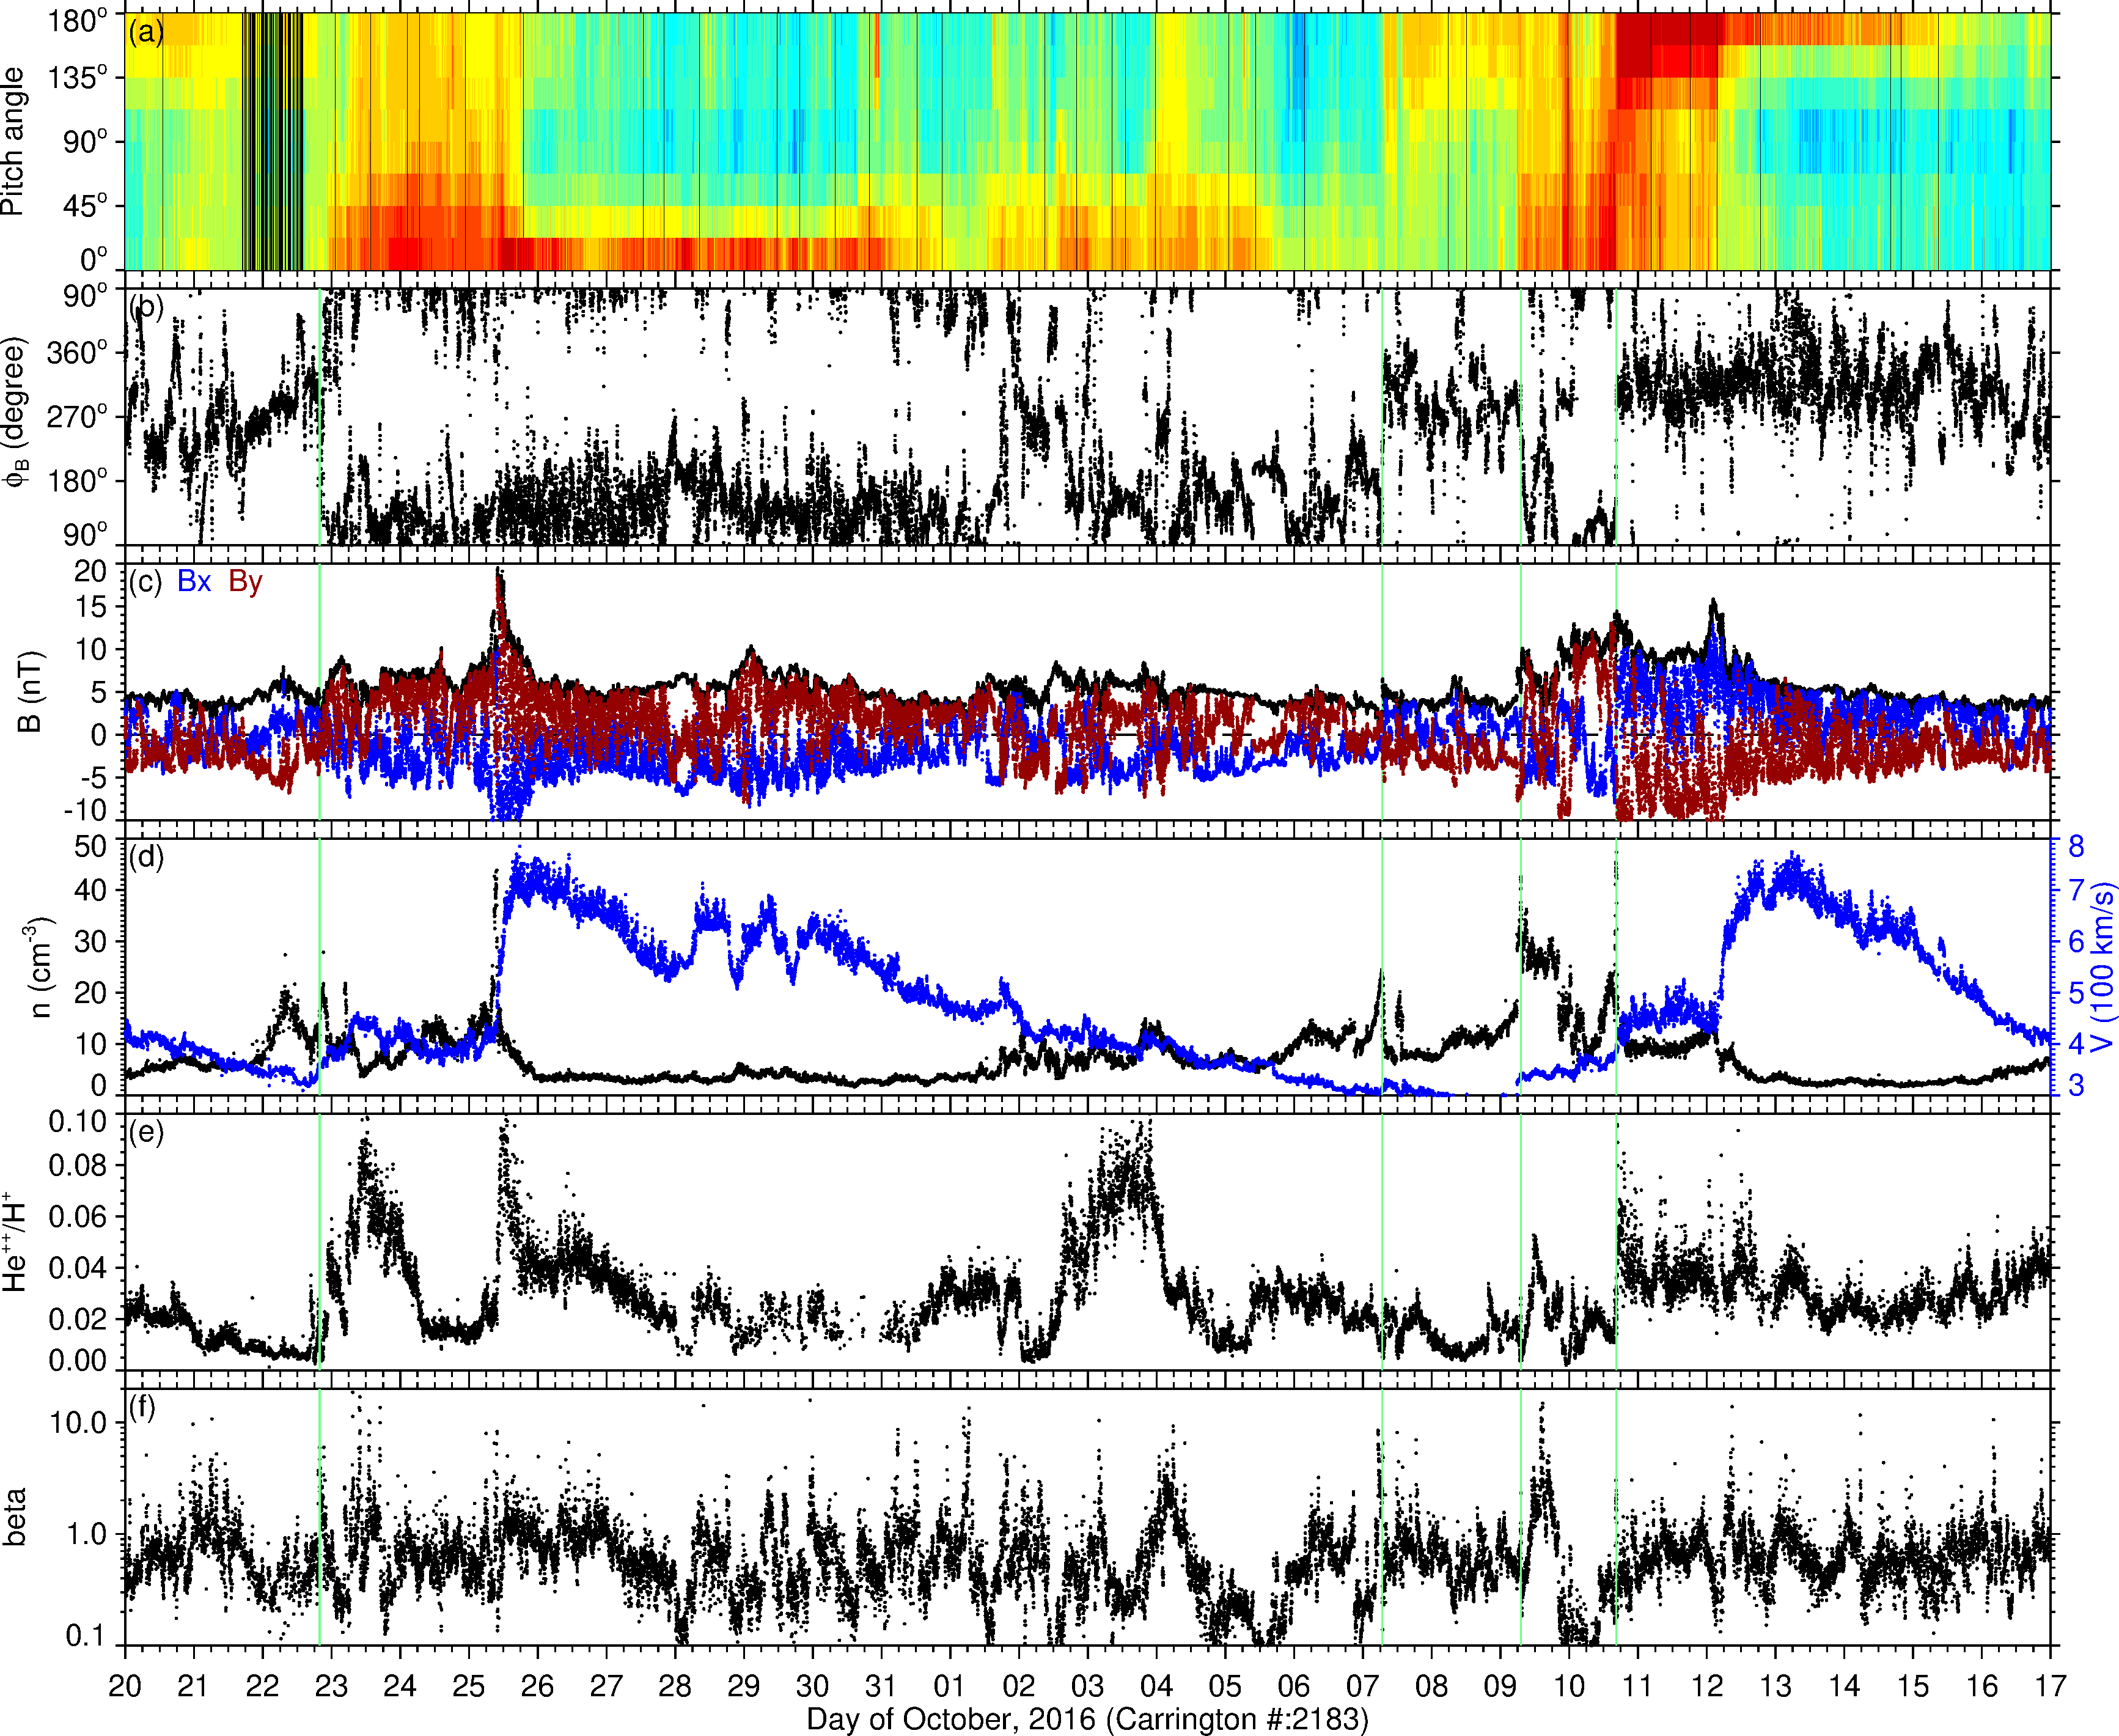 (a)
Pitch angle
180°
135°
90°
45°
0°
(b)
ϕB (degree)
90°
360°
270°
180°
90°
(c) Bx By
B (nT)
20
15
10
5
0
-5
-10
(d)
n (cm-3)
50
40
30
20
10
0
V (100 km/s)
8
7
6
5
4
3
(e)
He++/H+
0.10
0.08
0.06
0.04
0.02
0.00
(f)
beta
10.0
1.0
0.1
20 21 22 23 24 25 26 27 28 29 30 31 01 02 03 04 05 06 07 08 09 10 11 12 13 14 15 16 17
Day of October, 2016 (Carrington #:2183)